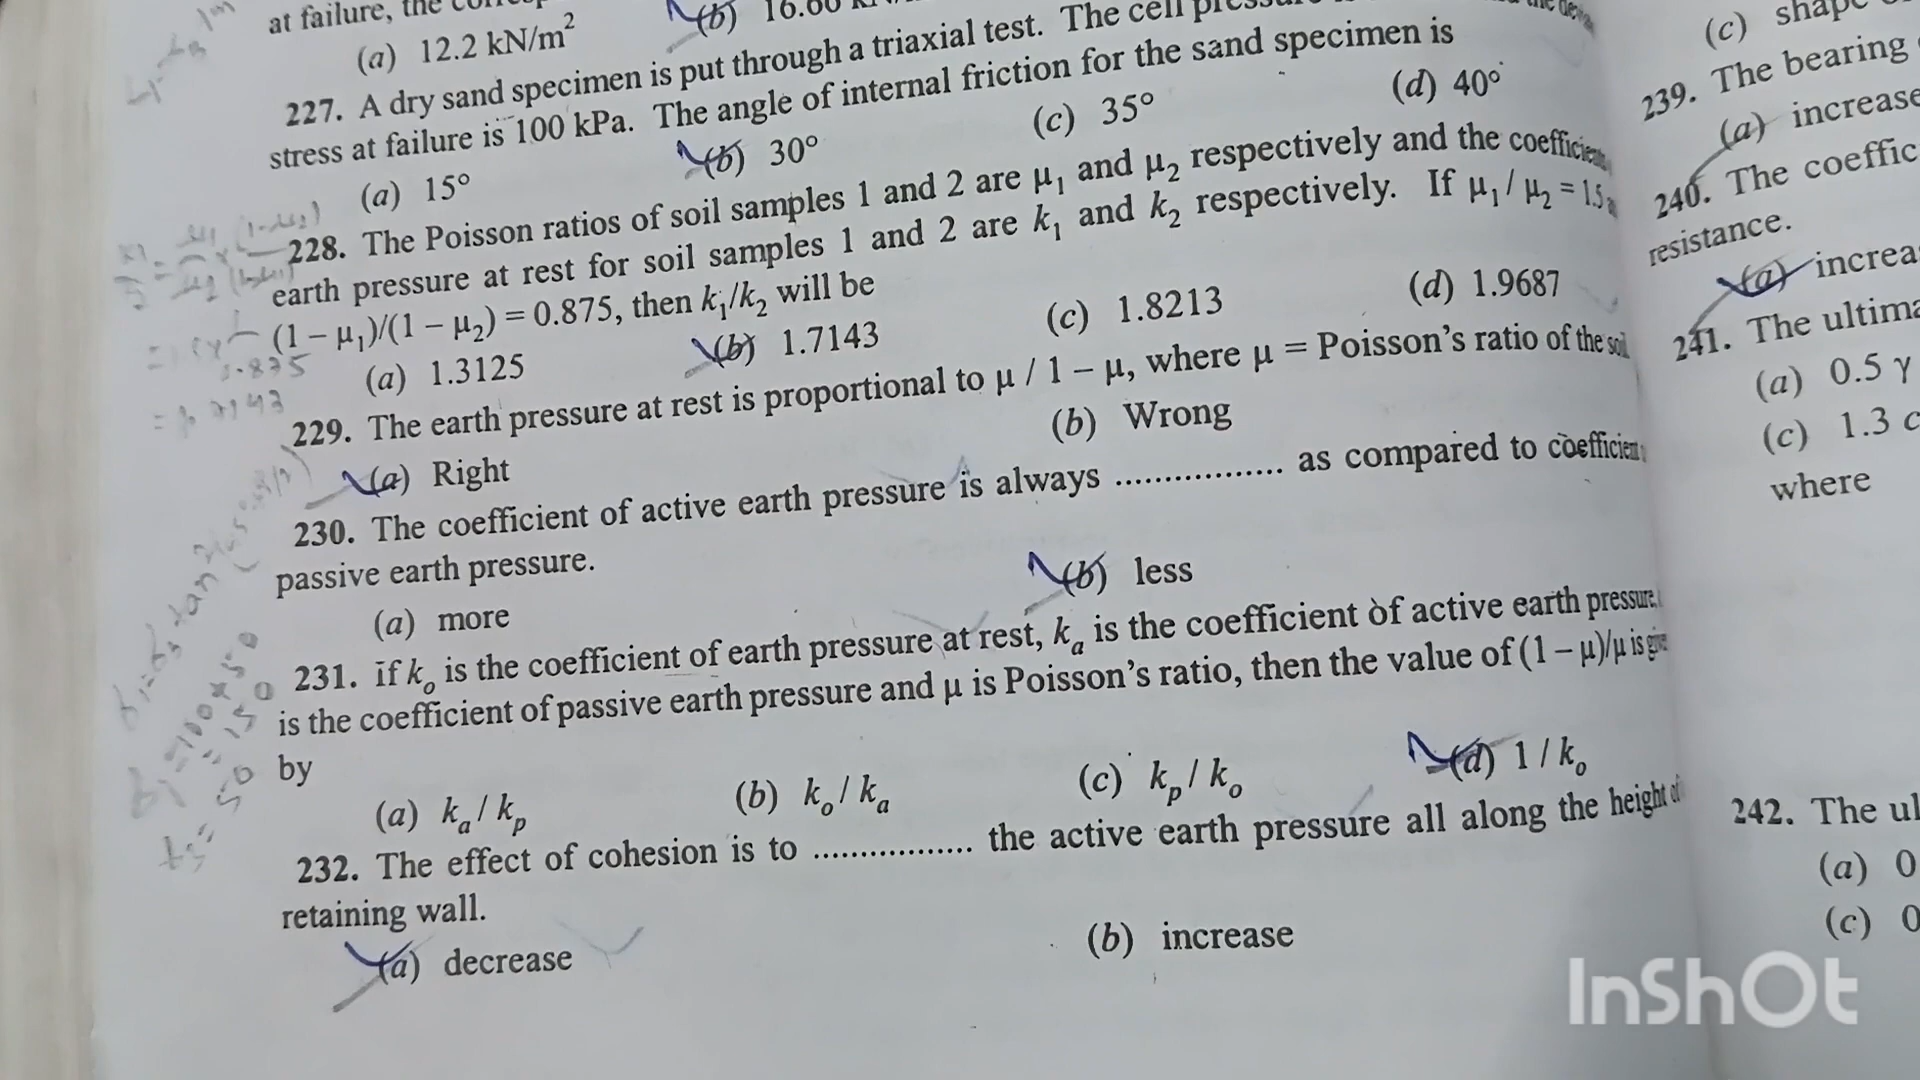 at failure, the
(a) 12.2 kN/m²
(b) 16.60
227. A dry sand specimen is put through a triaxial test. The cell
stress at failure is 100 kPa. The angle of internal friction for the sand specimen is
(a) 15°
(b) 30°
(c) 35°
(d) 40°
228. The Poisson ratios of soil samples 1 and 2 are μ₁ and μ₂ respectively and the coefficient
earth pressure at rest for soil samples 1 and 2 are k₁ and k₂ respectively. If μ₁ / μ₂ = 1.5
(1 – μ₁)/(1 – μ₂) = 0.875, then k₁/k₂ will be
(a) 1.3125
(b) 1.7143
(c) 1.8213
(d) 1.9687
229. The earth pressure at rest is proportional to μ / 1 – μ, where μ = Poisson's ratio of the soil
(a) Right
(b) Wrong
230. The coefficient of active earth pressure is always ................ as compared to coefficient
passive earth pressure.
(a) more
(b) less
231. if kₒ is the coefficient of earth pressure at rest, kₐ is the coefficient of active earth pressure,
is the coefficient of passive earth pressure and μ is Poisson's ratio, then the value of (1 – μ)/μ is
by
(a) kₐ / kₚ
(b) kₒ / kₐ
(c) kₚ / kₒ
(d) 1 / kₒ
232. The effect of cohesion is to ................ the active earth pressure all along the height of
retaining wall.
(a) decrease
(b) increase
(c)
239. The bearing
(a) increase
240. The coeffic
resistance.
(a) increa
241. The ultima
(a) 0.5 γ
(c) 1.3 c
where
242. The ul
(a) 0
(c) 0
InShOt